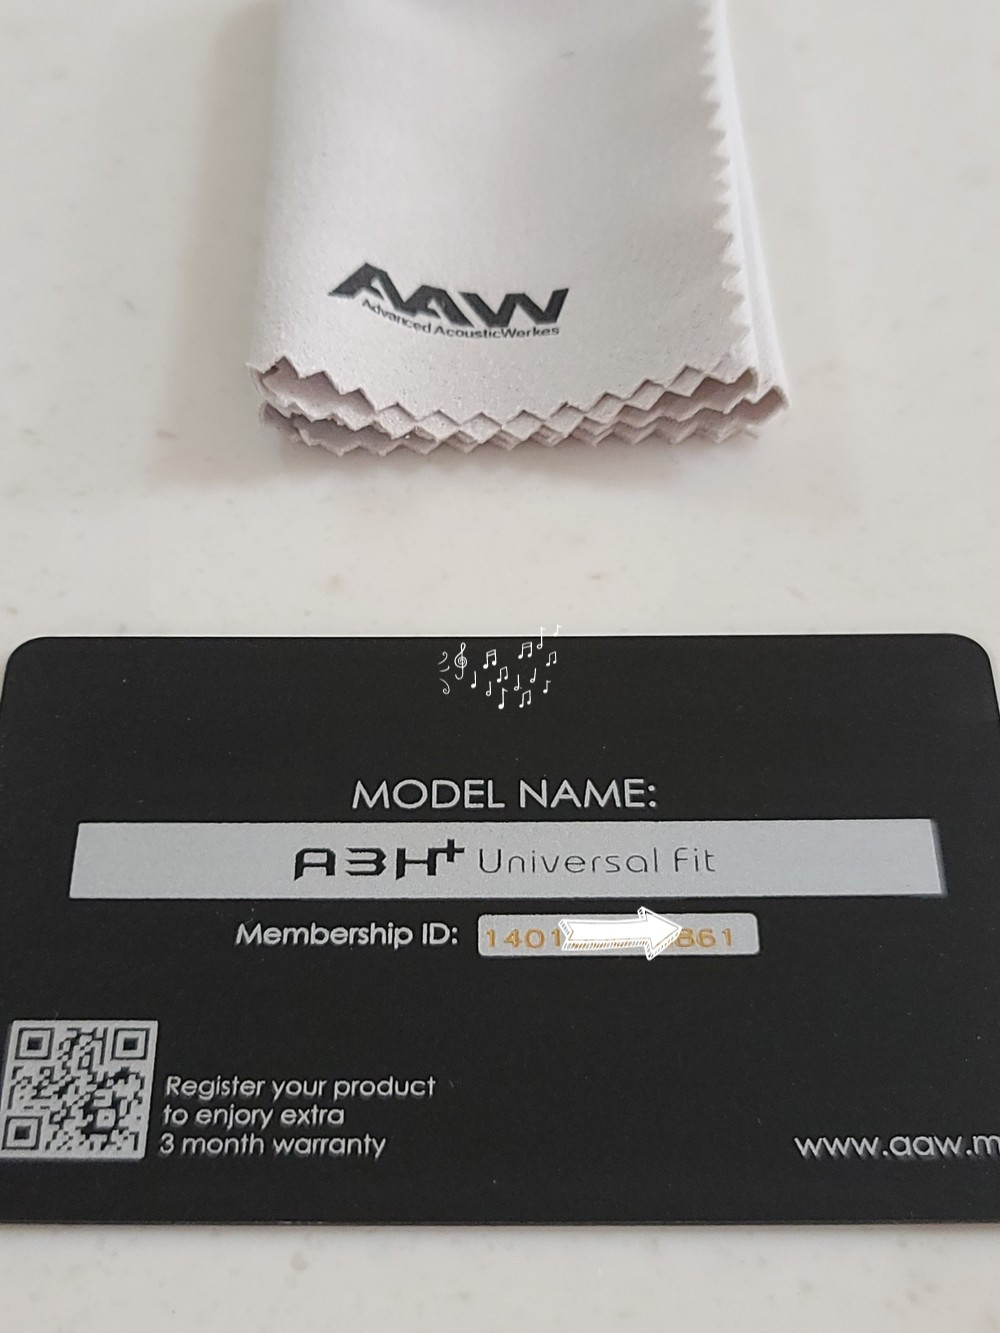 AAW
Advanced AcousticWerkes
MODEL NAME:
A3H+ Universal Fit
Membership ID: 1401 861
Register your product
to enjory extra
3 month warranty
www.aaw.m